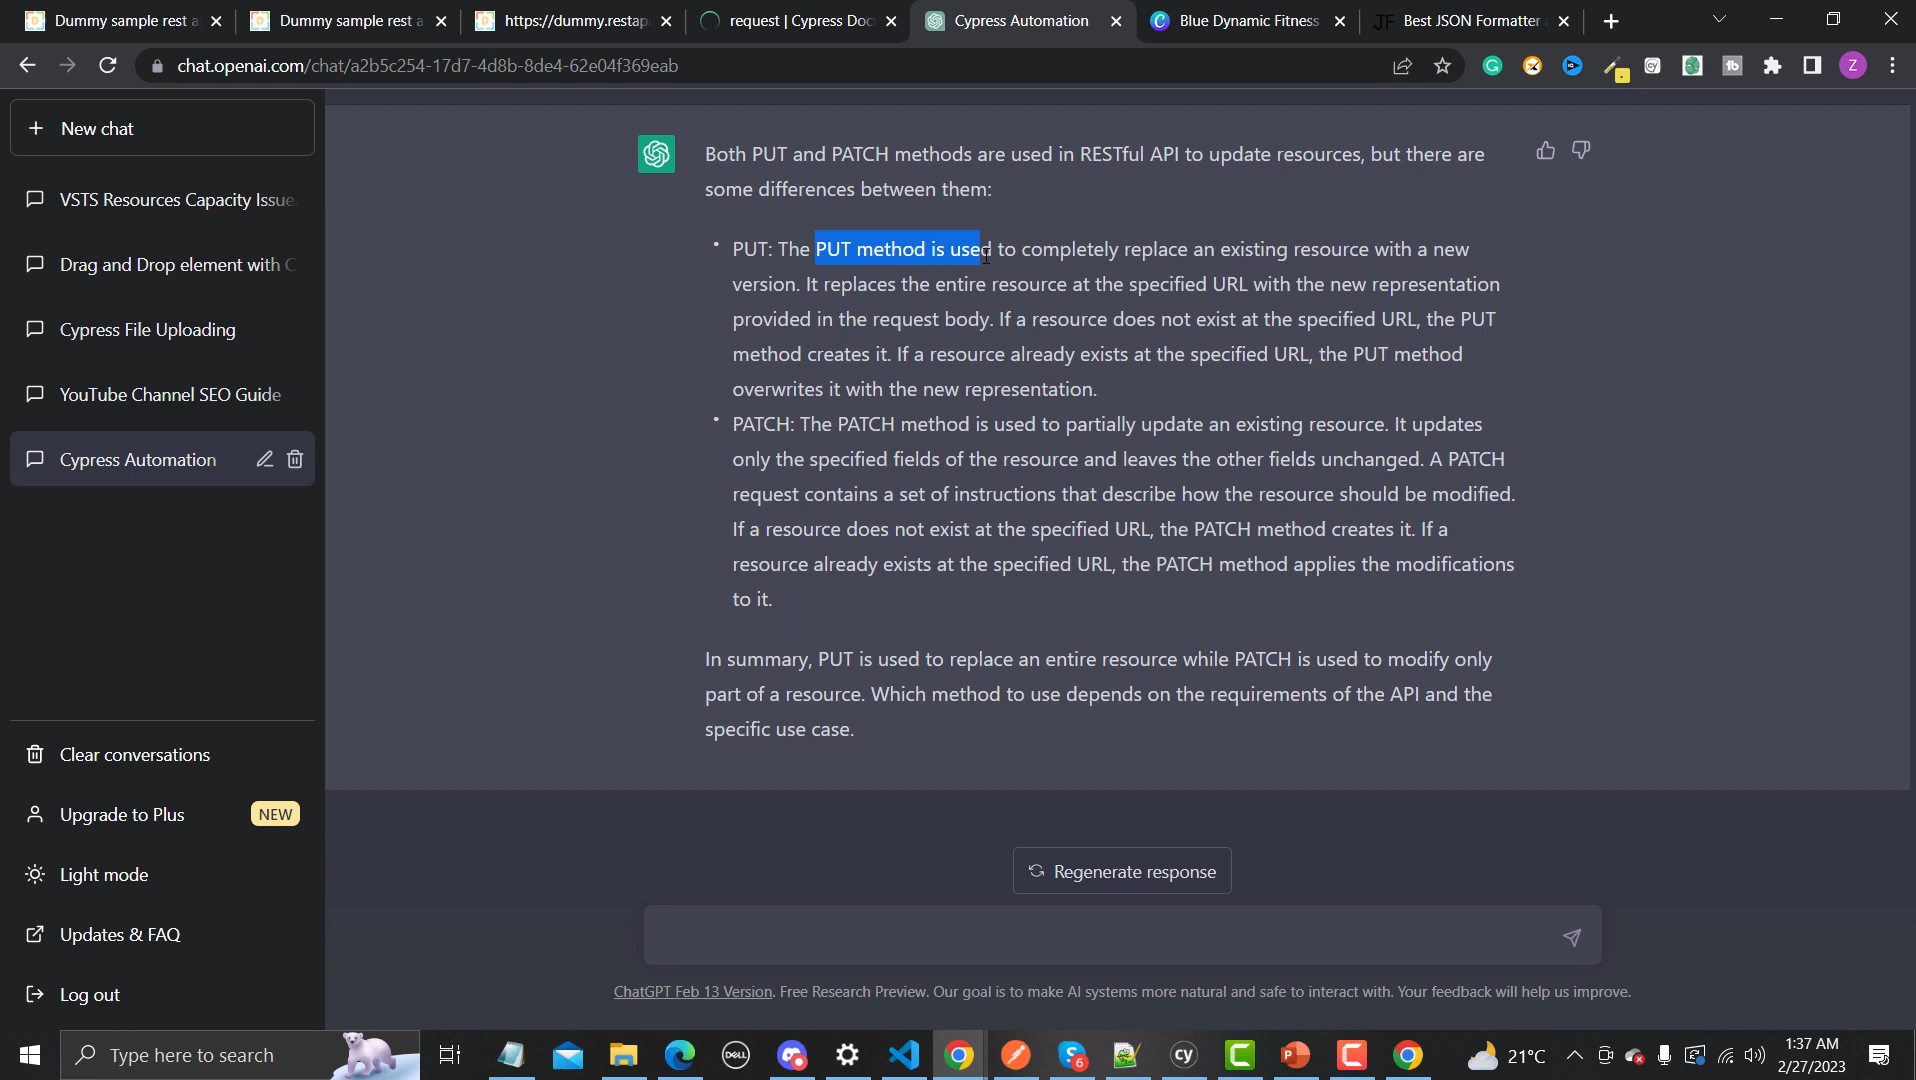 Dummy sample rest a
Dummy sample rest a
https://dummy.restap
request | Cypress Doc
Cypress Automation
Blue Dynamic Fitness
JF Best JSON Formatter
chat.openai.com/chat/a2b5c254-17d7-4d8b-8de4-62e04f369eab
Z
New chat
VSTS Resources Capacity Issue.
Drag and Drop element with C
Cypress File Uploading
YouTube Channel SEO Guide
Cypress Automation
Clear conversations
Upgrade to Plus NEW
Light mode
Updates & FAQ
Log out
Both PUT and PATCH methods are used in RESTful API to update resources, but there are
some differences between them:
• PUT: The PUT method is used to completely replace an existing resource with a new
version. It replaces the entire resource at the specified URL with the new representation
provided in the request body. If a resource does not exist at the specified URL, the PUT
method creates it. If a resource already exists at the specified URL, the PUT method
overwrites it with the new representation.
• PATCH: The PATCH method is used to partially update an existing resource. It updates
only the specified fields of the resource and leaves the other fields unchanged. A PATCH
request contains a set of instructions that describe how the resource should be modified.
If a resource does not exist at the specified URL, the PATCH method creates it. If a
resource already exists at the specified URL, the PATCH method applies the modifications
to it.
In summary, PUT is used to replace an entire resource while PATCH is used to modify only
part of a resource. Which method to use depends on the requirements of the API and the
specific use case.
Regenerate response
ChatGPT Feb 13 Version. Free Research Preview. Our goal is to make AI systems more natural and safe to interact with. Your feedback will help us improve.
Type here to search
DELL
6
cy
21°C
1:37 AM
2/27/2023